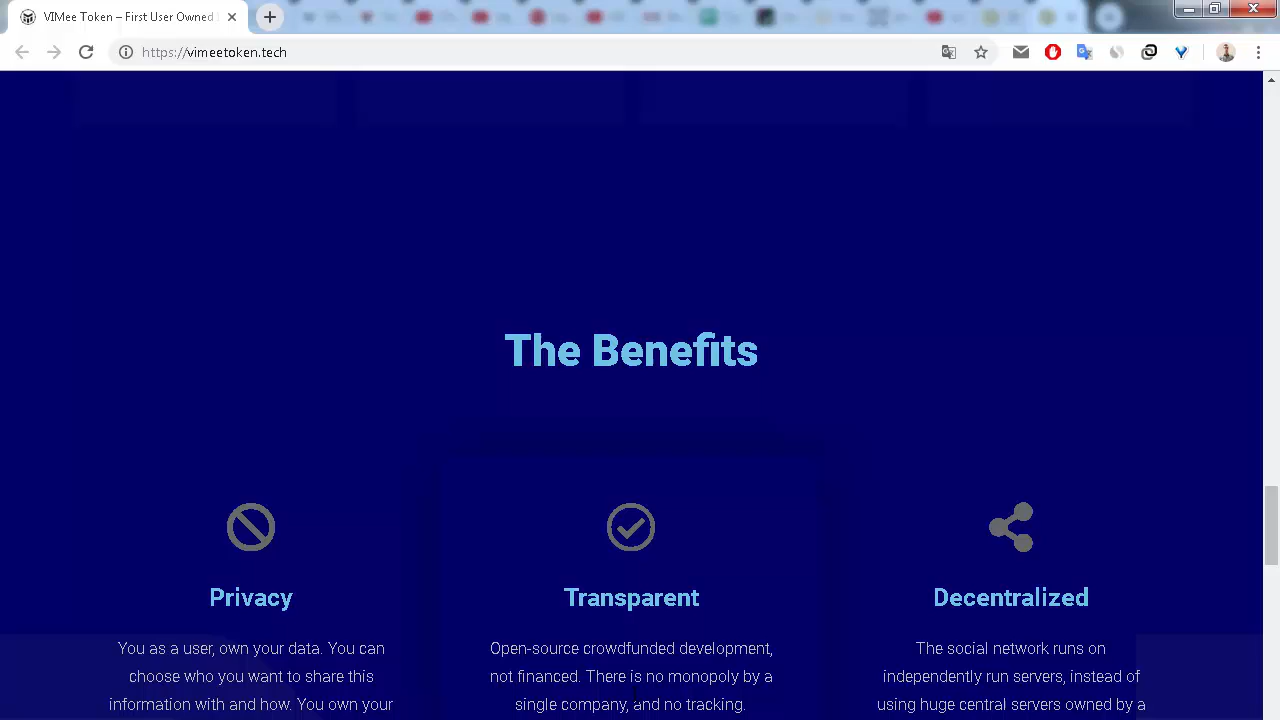 VIMee Token – First User Owned
https://vimeetoken.tech
The Benefits
Privacy
Transparent
Decentralized
You as a user, own your data. You can
choose who you want to share this
information with and how. You own your
Open-source crowdfunded development,
not financed. There is no monopoly by a
single company, and no tracking.
The social network runs on
independently run servers, instead of
using huge central servers owned by a